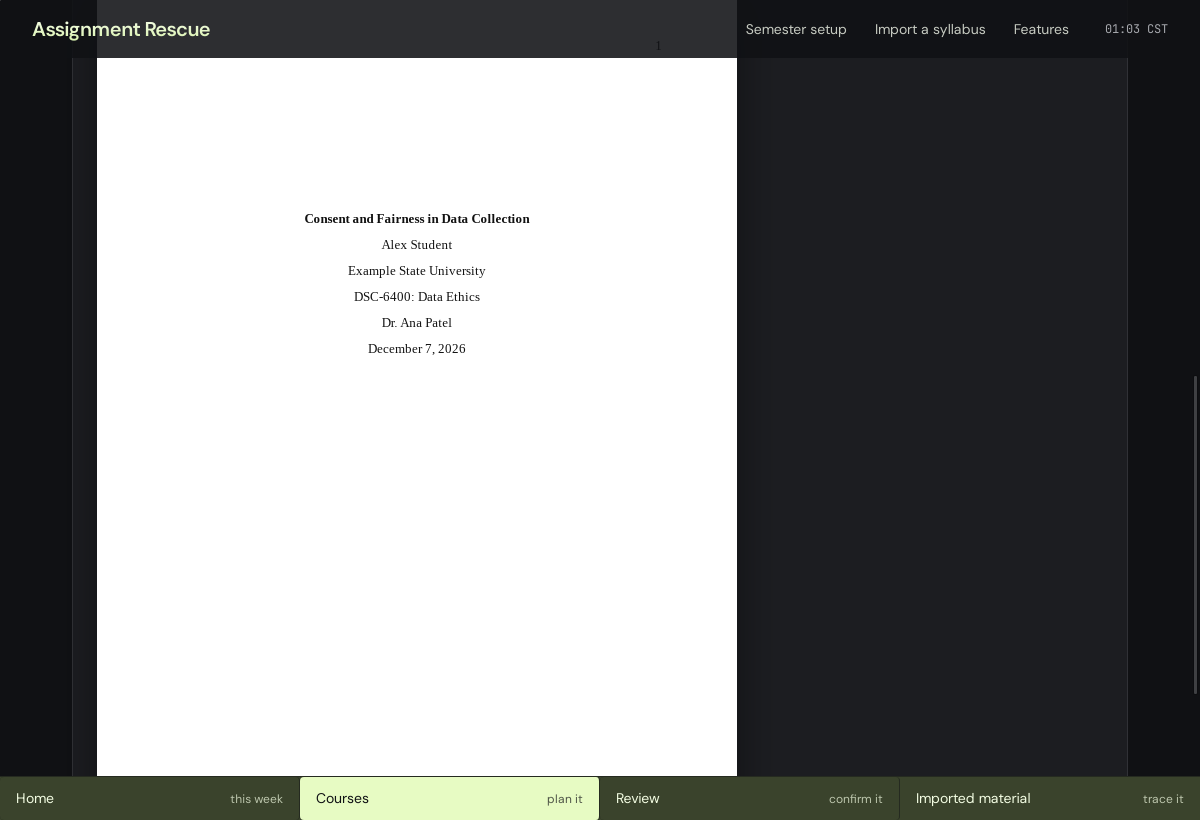 Assignment Rescue
Semester setup
Import a syllabus
Features
01:03 CST
1
Consent and Fairness in Data Collection
Alex Student
Example State University
DSC-6400: Data Ethics
Dr. Ana Patel
December 7, 2026
Home this week
Courses plan it
Review confirm it
Imported material trace it